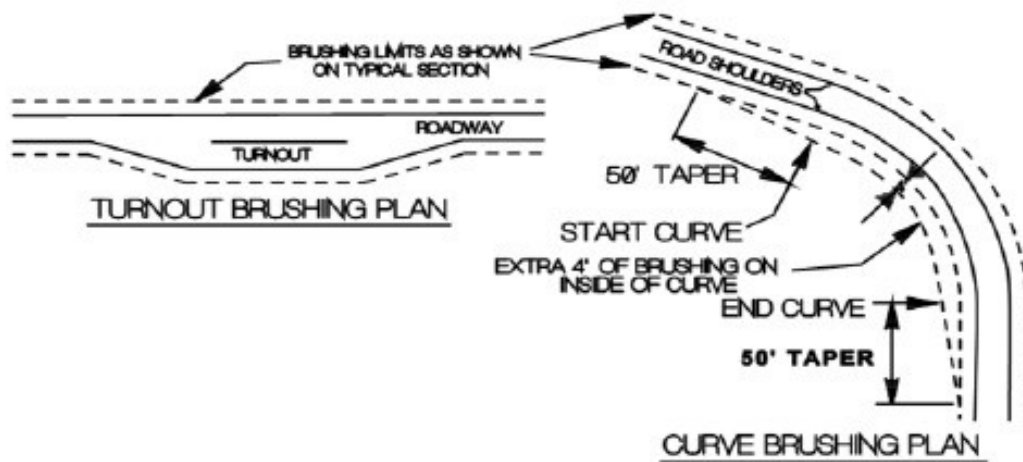 BRUSHING LIMITS AS SHOWN
ON TYPICAL SECTION
ROADWAY
TURNOUT
TURNOUT BRUSHING PLAN
ROAD SHOULDERS
50' TAPER
START CURVE
EXTRA 4' OF BRUSHING ON
INSIDE OF CURVE
END CURVE
50' TAPER
CURVE BRUSHING PLAN